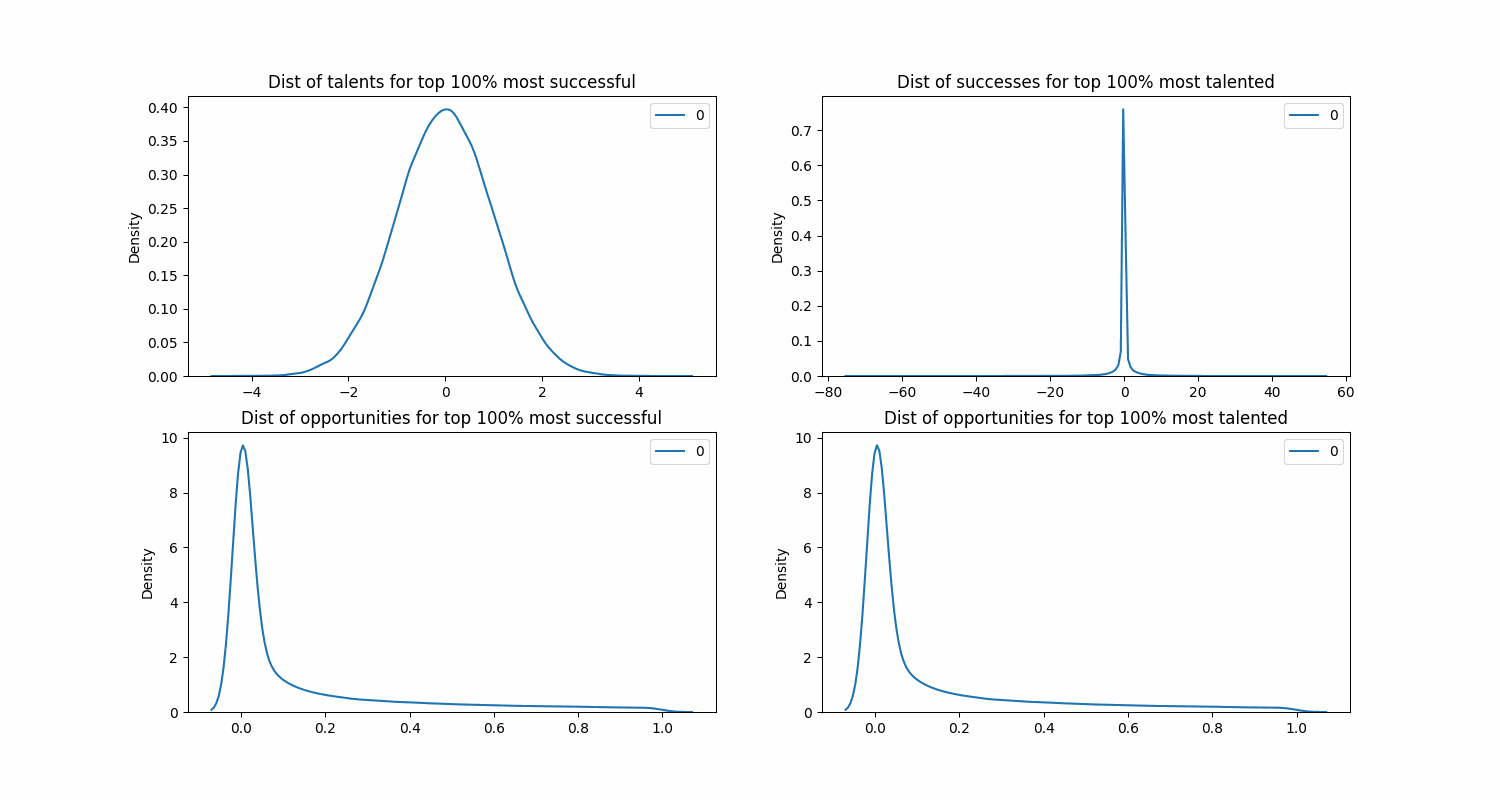 Dist of talents for top 100% most successful
0
Density
0.40
0.35
0.30
0.25
0.20
0.15
0.10
0.05
0.00
−4 −2 0 2 4
Dist of successes for top 100% most talented
0
Density
0.7
0.6
0.5
0.4
0.3
0.2
0.1
0.0
−80 −60 −40 −20 0 20 40 60
Dist of opportunities for top 100% most successful
0
Density
10
8
6
4
2
0
0.0 0.2 0.4 0.6 0.8 1.0
Dist of opportunities for top 100% most talented
0
Density
10
8
6
4
2
0
0.0 0.2 0.4 0.6 0.8 1.0